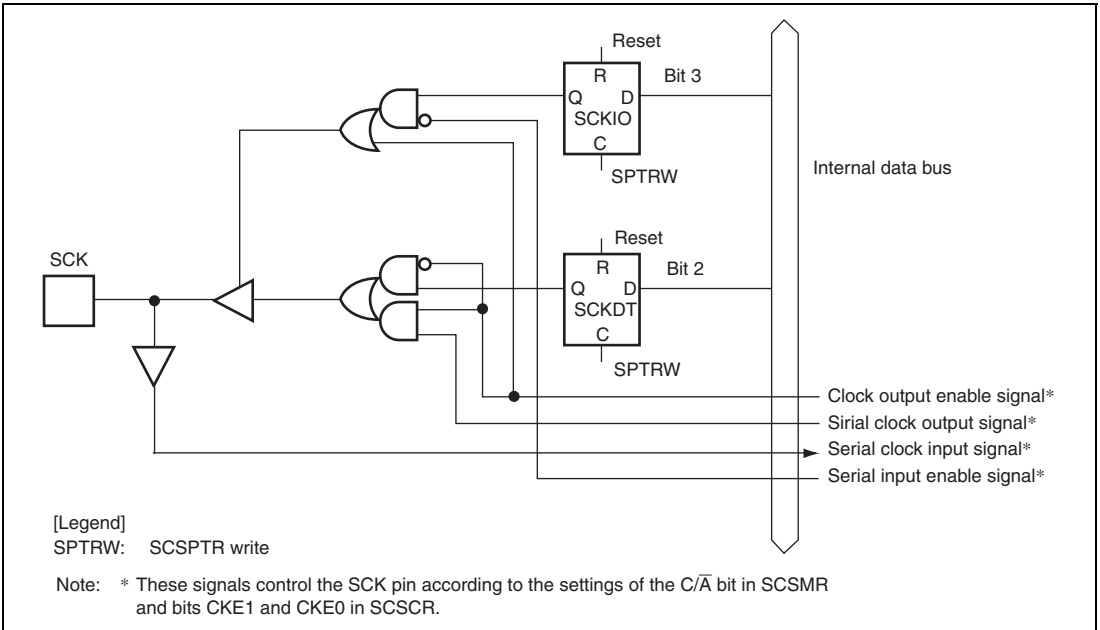 Reset
R
Bit 3
Q
D
SCKIO
C
SPTRW
Internal data bus
Reset
SCK
R
Bit 2
Q
D
SCKDT
C
SPTRW
Clock output enable signal*
Sirial clock output signal*
Serial clock input signal*
Serial input enable signal*
[Legend]
SPTRW: SCSPTR write
Note: * These signals control the SCK pin according to the settings of the C/A̅ bit in SCSMR
and bits CKE1 and CKE0 in SCSCR.